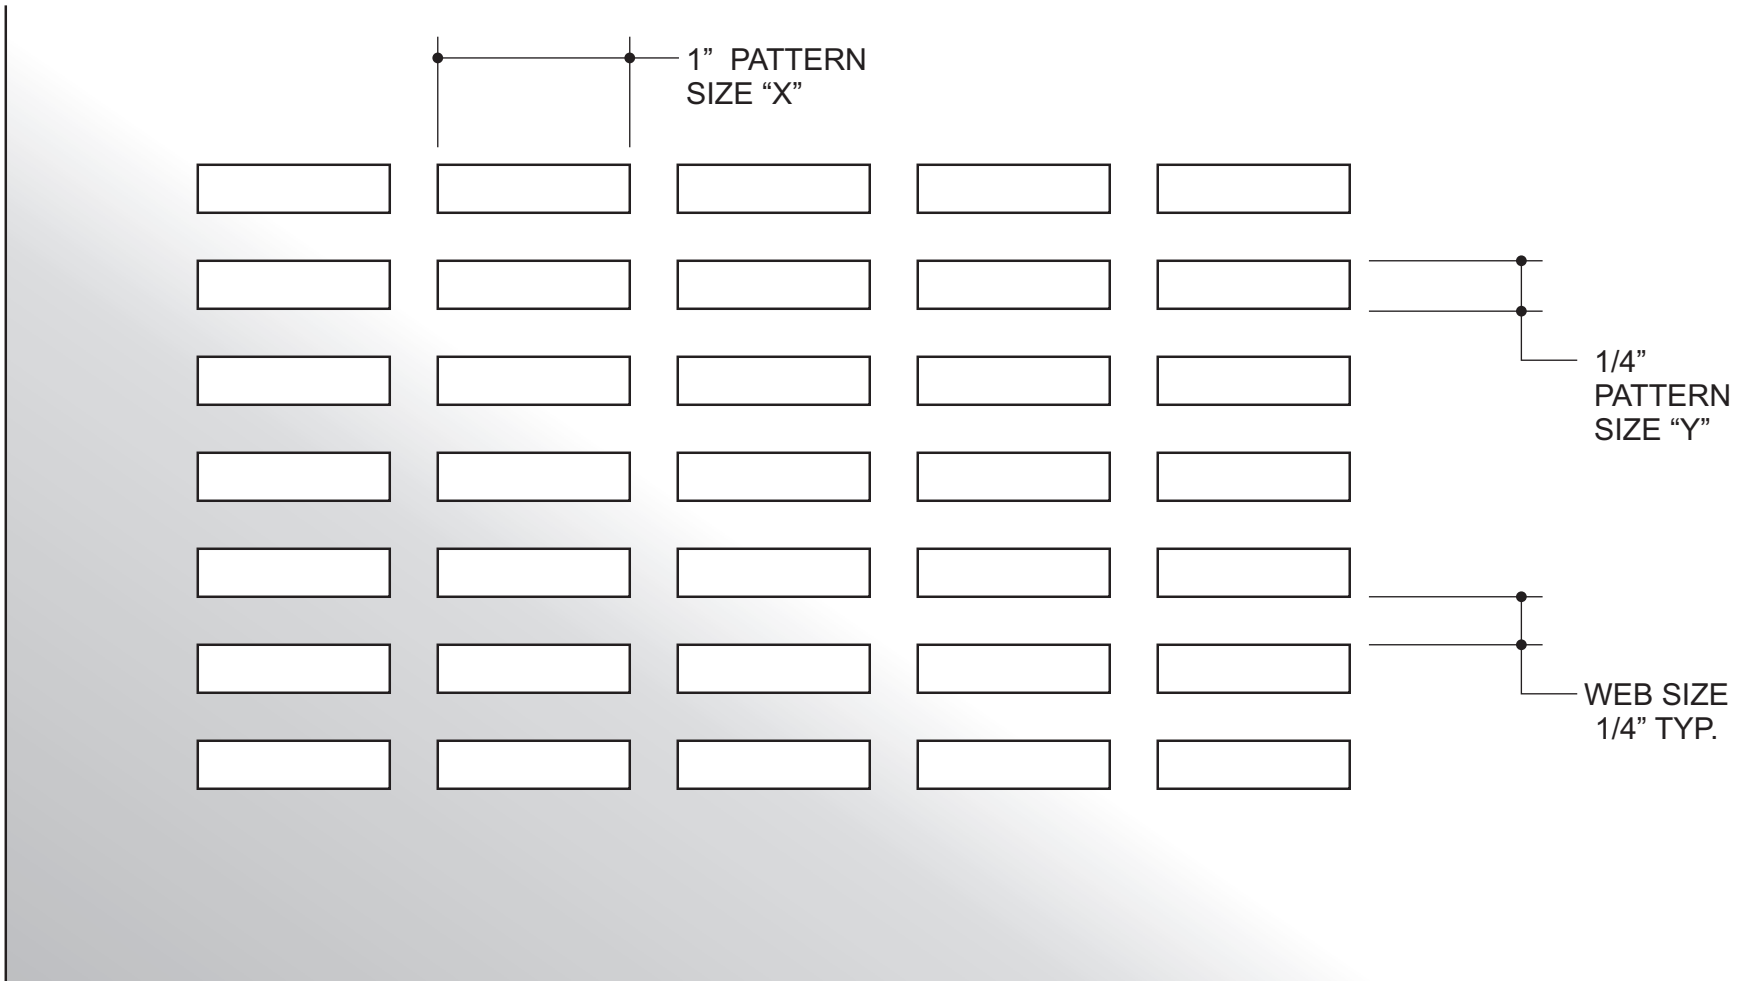 1”  PATTERN
SIZE “X”
1/4”
PATTERN
SIZE “Y”
WEB SIZE
1/4” TYP.